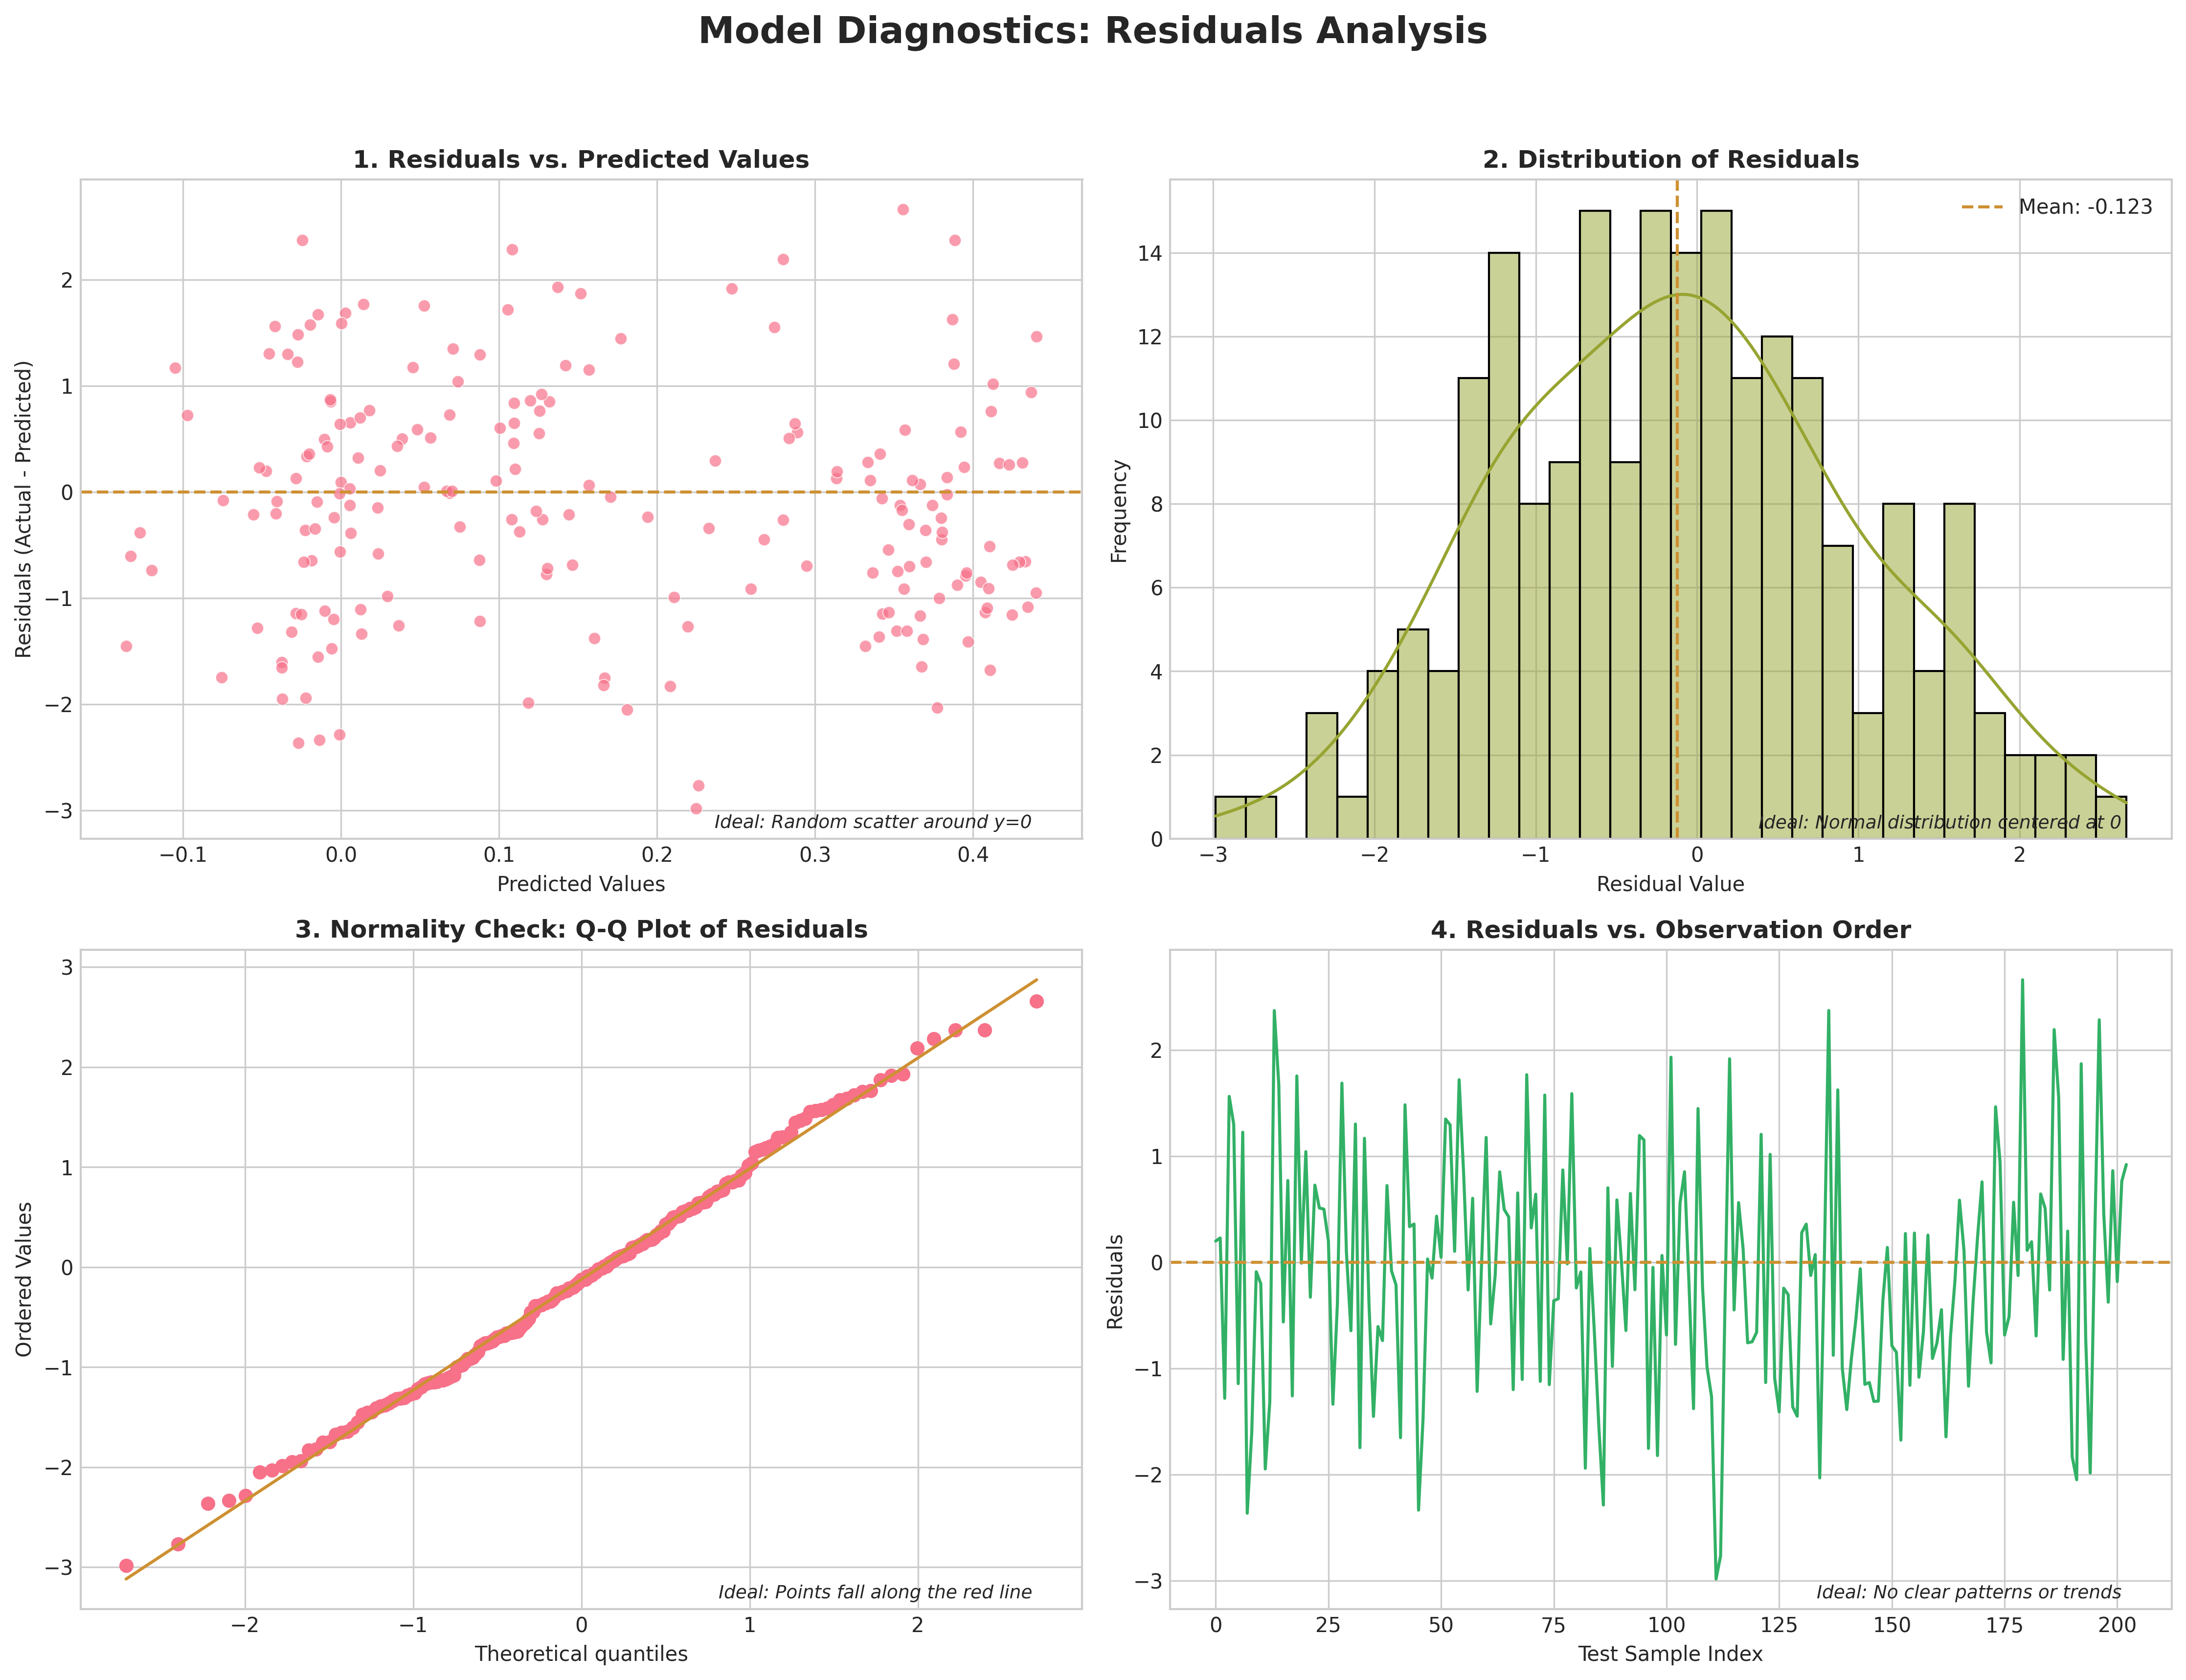 Model Diagnostics: Residuals Analysis
1. Residuals vs. Predicted Values
Residuals (Actual - Predicted)
2
1
0
−1
−2
−3
Ideal: Random scatter around y=0
−0.1
0.0
0.1
0.2
0.3
0.4
Predicted Values
2. Distribution of Residuals
Mean: -0.123
Frequency
14
12
10
8
6
4
2
0
Ideal: Normal distribution centered at 0
−3
−2
−1
0
1
2
Residual Value
3. Normality Check: Q-Q Plot of Residuals
Ordered Values
3
2
1
0
−1
−2
−3
Ideal: Points fall along the red line
−2
−1
0
1
2
Theoretical quantiles
4. Residuals vs. Observation Order
Residuals
2
1
0
−1
−2
−3
Ideal: No clear patterns or trends
0
25
50
75
100
125
150
175
200
Test Sample Index